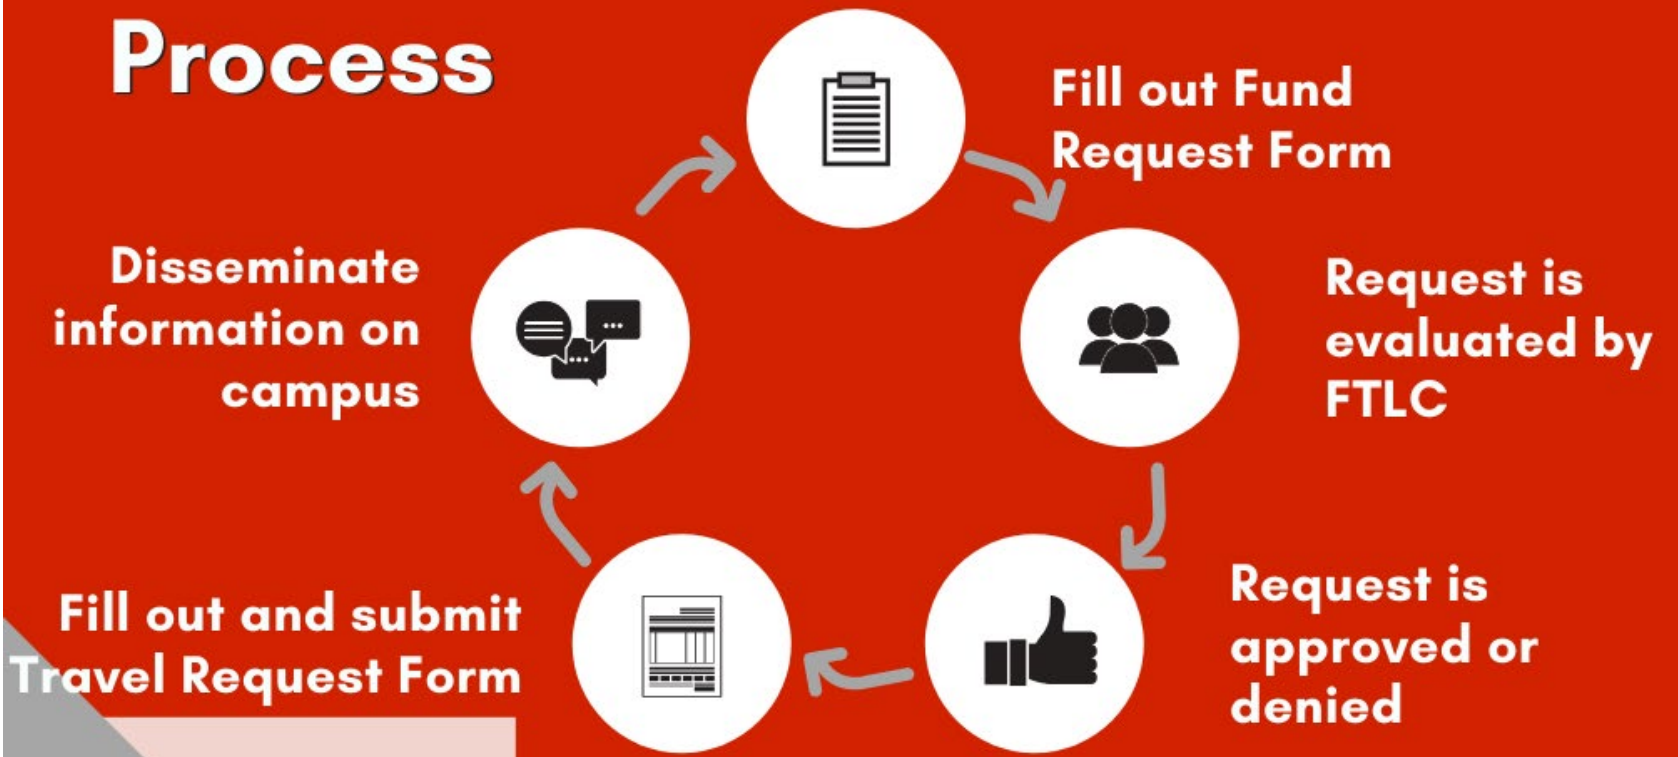 Process
Fill out Fund
Request Form
Request is
evaluated by
FTLC
Request is
approved or
denied
Fill out and submit
Travel Request Form
Disseminate
information on
campus